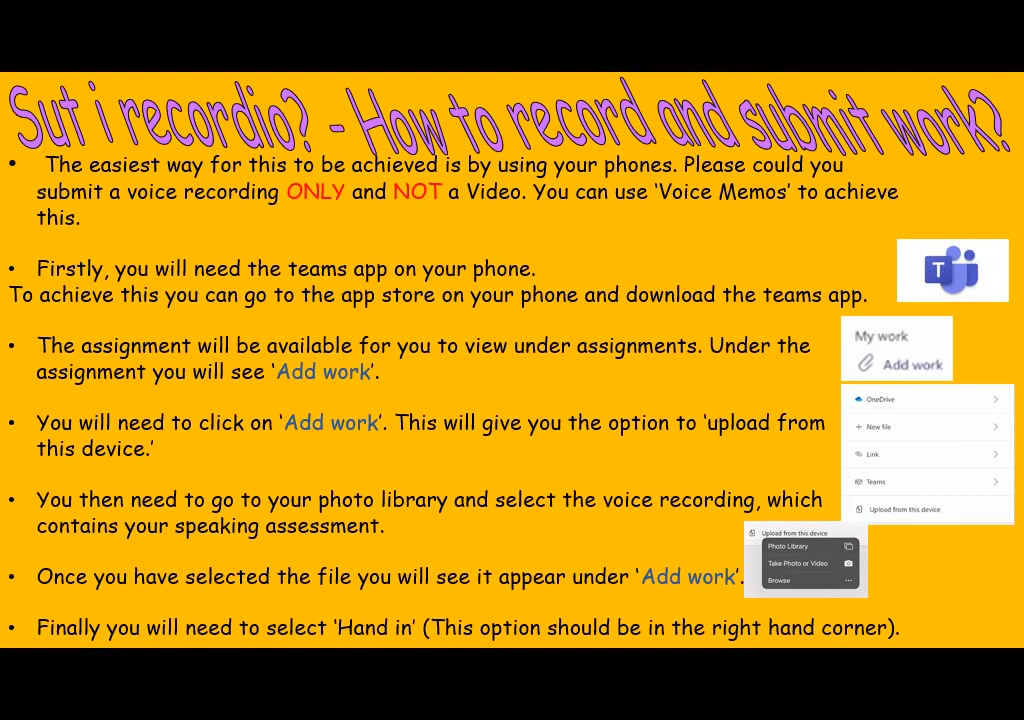 Sut i recordio? - How to record and submit work?
• The easiest way for this to be achieved is by using your phones. Please could you
submit a voice recording ONLY and NOT a Video. You can use ‘Voice Memos’ to achieve
this.
• Firstly, you will need the teams app on your phone.
To achieve this you can go to the app store on your phone and download the teams app.
T
• The assignment will be available for you to view under assignments. Under the
assignment you will see ‘Add work’.
My work
Add work
• You will need to click on ‘Add work’. This will give you the option to ‘upload from
this device.’
OneDrive
New file
Link
Teams
Upload from this device
• You then need to go to your photo library and select the voice recording, which
contains your speaking assessment.
Upload from this device
Photo Library
Take Photo or Video
Browse
• Once you have selected the file you will see it appear under ‘Add work’.
• Finally you will need to select ‘Hand in’ (This option should be in the right hand corner).